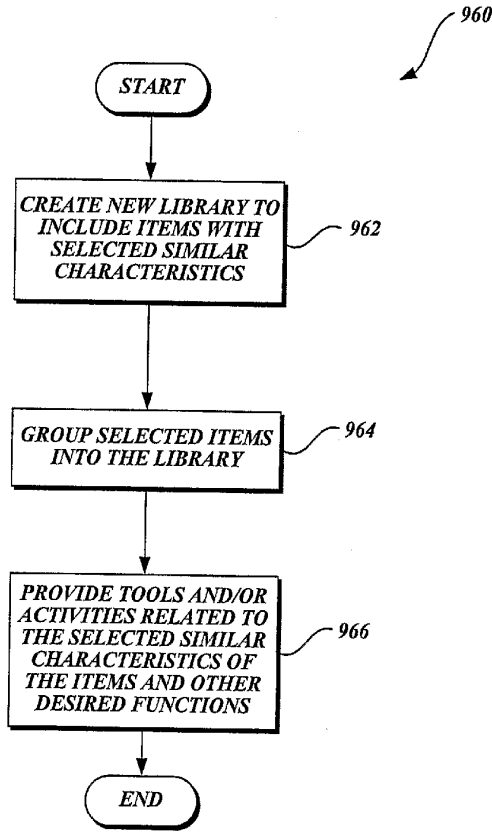 960
START
CREATE NEW LIBRARY TO
INCLUDE ITEMS WITH
SELECTED SIMILAR
CHARACTERISTICS
962
GROUP SELECTED ITEMS
INTO THE LIBRARY
964
PROVIDE TOOLS AND/OR
ACTIVITIES RELATED TO
THE SELECTED SIMILAR
CHARACTERISTICS OF
THE ITEMS AND OTHER
DESIRED FUNCTIONS
966
END